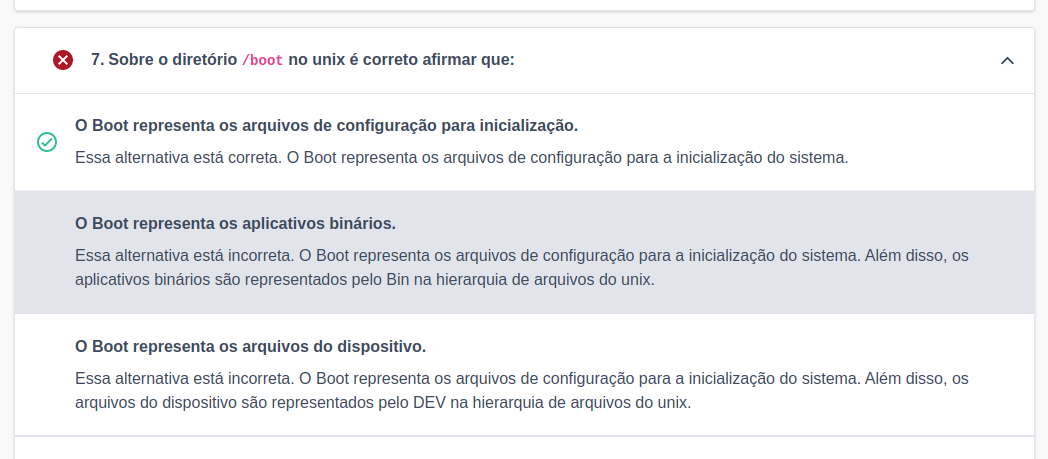 7. Sobre o diretório /boot no unix é correto afirmar que:
O Boot representa os arquivos de configuração para inicialização.
Essa alternativa está correta. O Boot representa os arquivos de configuração para a inicialização do sistema.
O Boot representa os aplicativos binários.
Essa alternativa está incorreta. O Boot representa os arquivos de configuração para a inicialização do sistema. Além disso, os
aplicativos binários são representados pelo Bin na hierarquia de arquivos do unix.
O Boot representa os arquivos do dispositivo.
Essa alternativa está incorreta. O Boot representa os arquivos de configuração para a inicialização do sistema. Além disso, os
arquivos do dispositivo são representados pelo DEV na hierarquia de arquivos do unix.